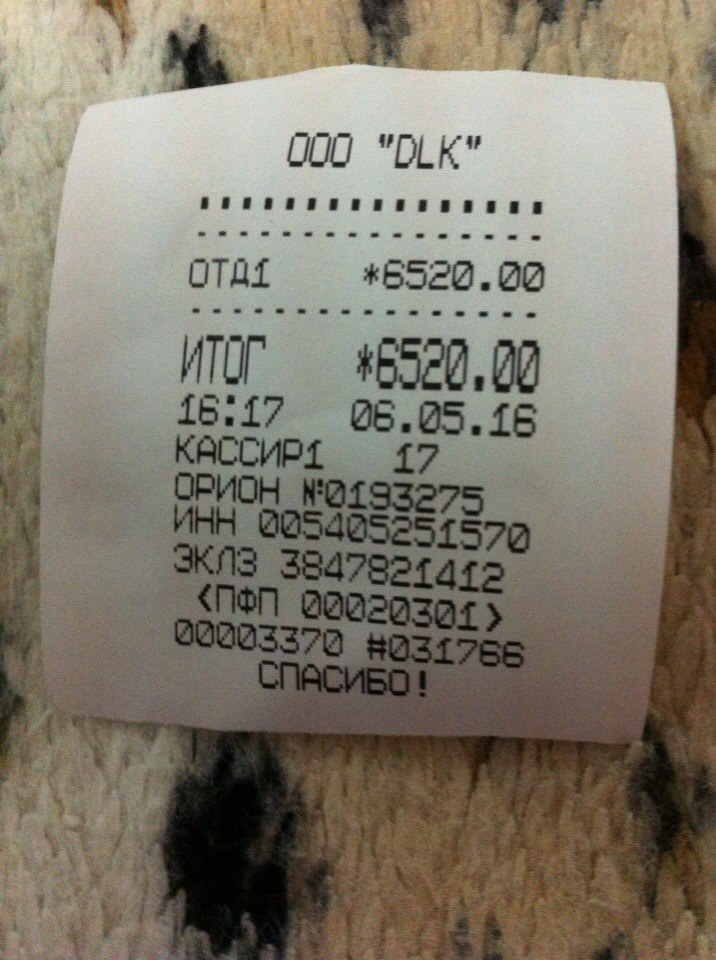 ООО "DLK"
ОТД1 *6520.00
ИТОГ *6520.00
16:17 06.05.16
КАССИР1 17
ОРИОН №0193275
ИНН 005405251570
ЭКЛЗ 3847821412
<ПФП 00020301>
00003370 #031766
СПАСИБО!